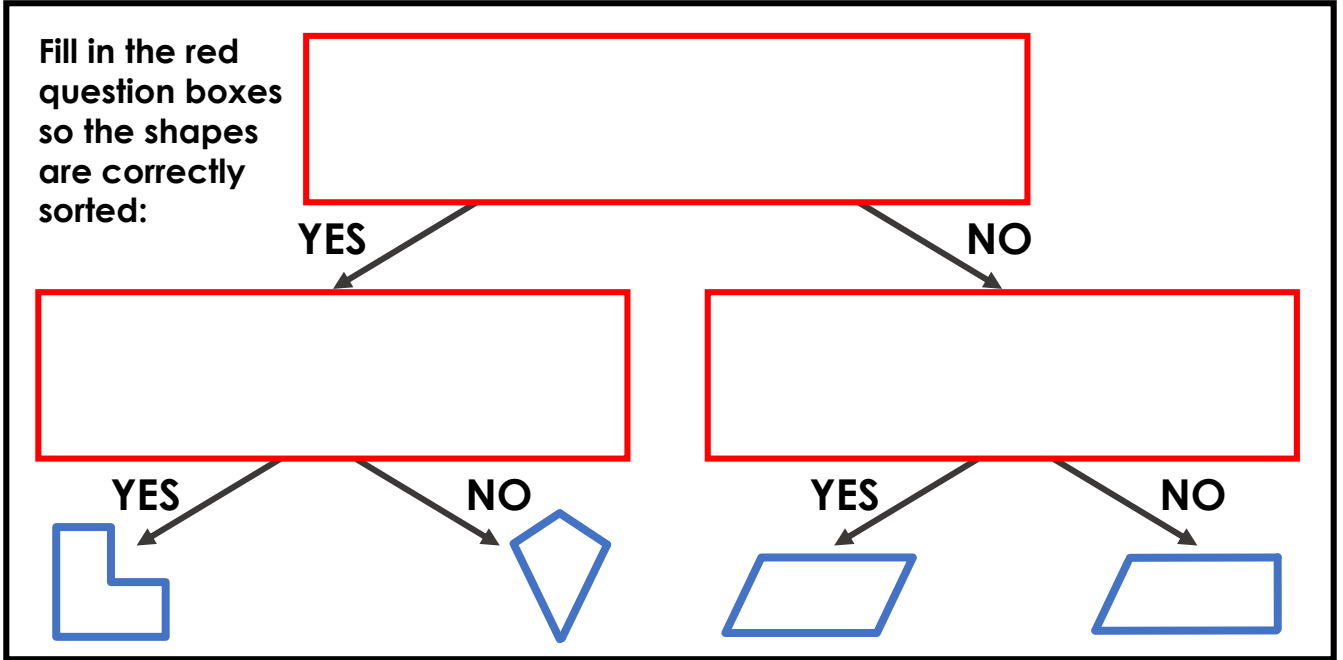 Fill in the red
question boxes
so the shapes
are correctly
sorted:
YES
NO
YES
NO
YES
NO